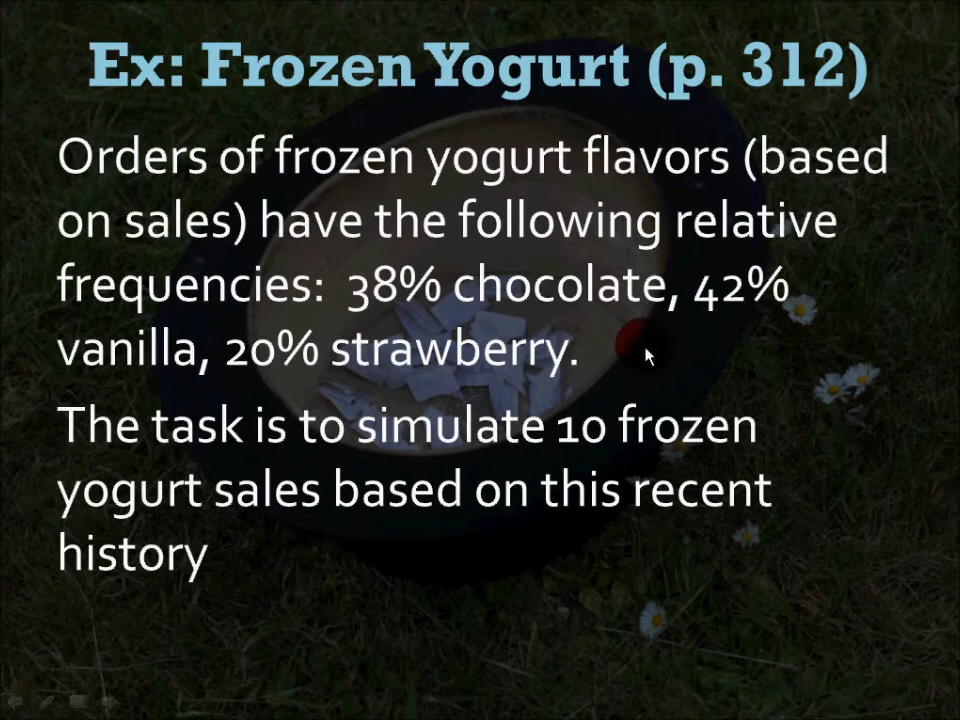 Ex: Frozen Yogurt (p. 312)
Orders of frozen yogurt flavors (based
on sales) have the following relative
frequencies:  38% chocolate, 42%
vanilla, 20% strawberry.
The task is to simulate 10 frozen
yogurt sales based on this recent
history